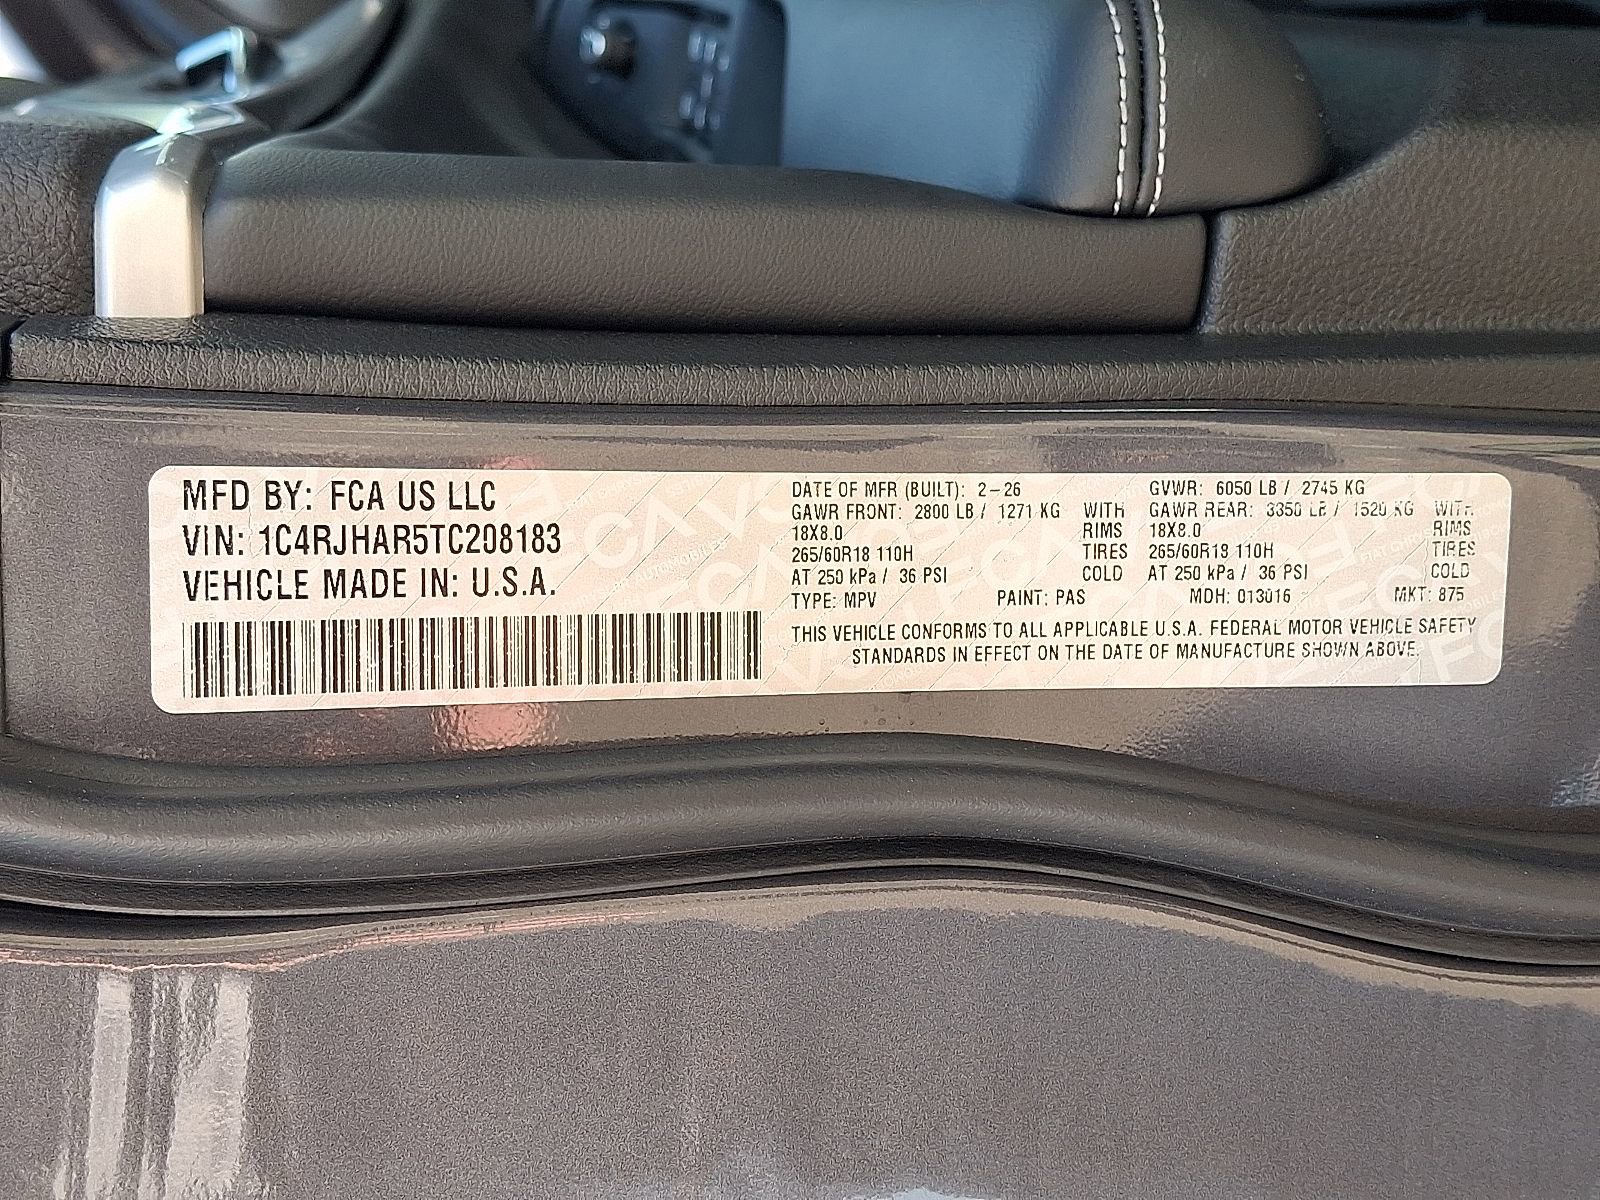 MFD BY: FCA US LLC
VIN: 1C4RJHAR5TC208183
VEHICLE MADE IN: U.S.A.
DATE OF MFR (BUILT): 2-26 GVWR: 6050 LB / 2745 KG
GAWR FRONT: 2800 LB / 1271 KG WITH GAWR REAR: 3350 LB / 1520 KG WITH
18X8.0 RIMS 18X8.0 RIMS
265/60R18 110H TIRES 265/60R18 110H TIRES
AT 250 kPa / 36 PSI COLD AT 250 kPa / 36 PSI COLD
TYPE: MPV PAINT: PAS MDH: 013016 MKT: 875
THIS VEHICLE CONFORMS TO ALL APPLICABLE U.S.A. FEDERAL MOTOR VEHICLE SAFETY
STANDARDS IN EFFECT ON THE DATE OF MANUFACTURE SHOWN ABOVE.